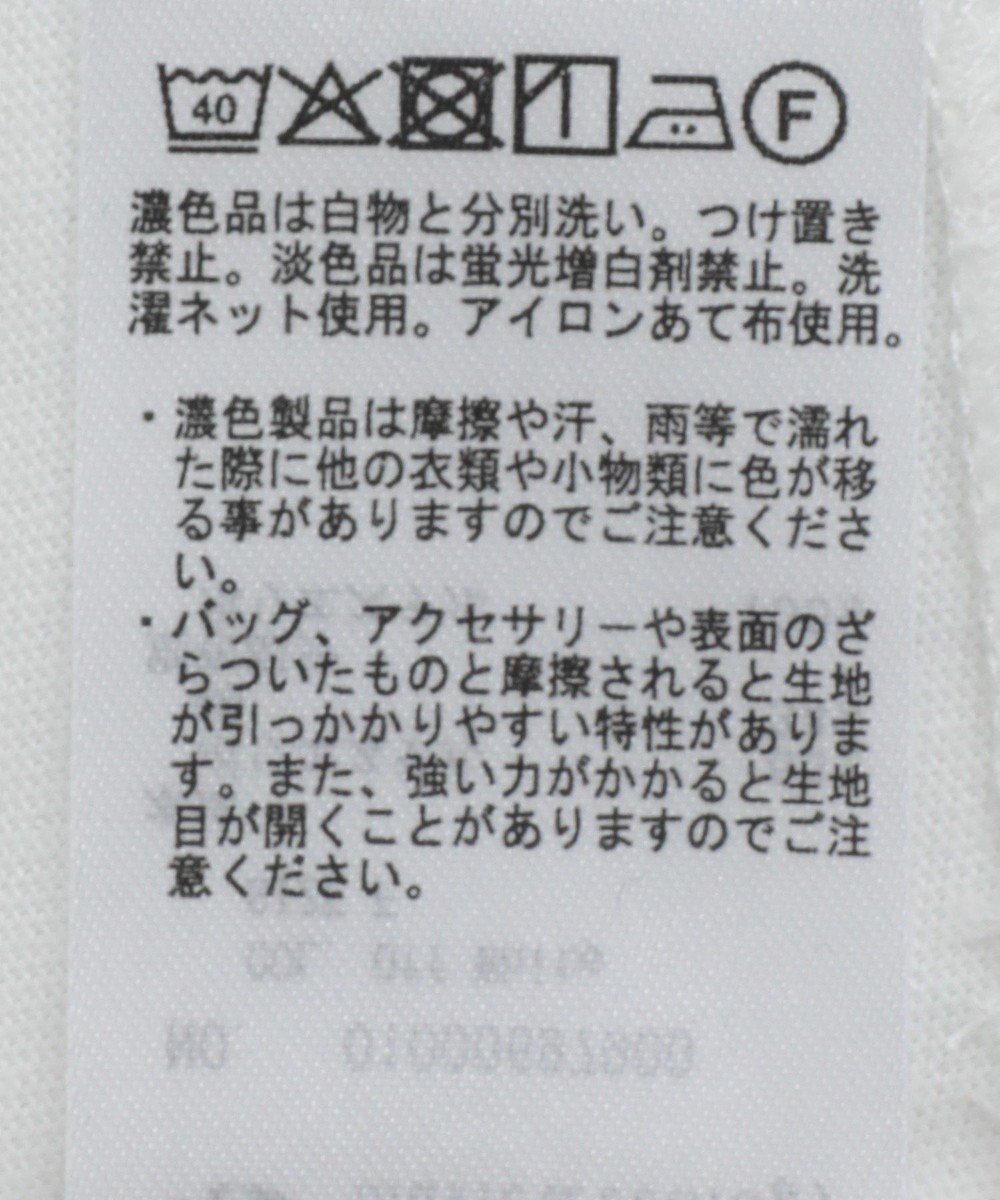 40 F
濃色品は白物と分別洗い。つけ置き
禁止。淡色品は蛍光増白剤禁止。洗
濯ネット使用。アイロンあて布使用。
・濃色製品は摩擦や汗、雨等で濡れ
た際に他の衣類や小物類に色が移
る事がありますのでご注意くださ
い。
・バッグ、アクセサリーや表面のざ
らついたものと摩擦されると生地
が引っかかりやすい特性がありま
す。また、強い力がかかると生地
目が開くことがありますのでご注
意ください。